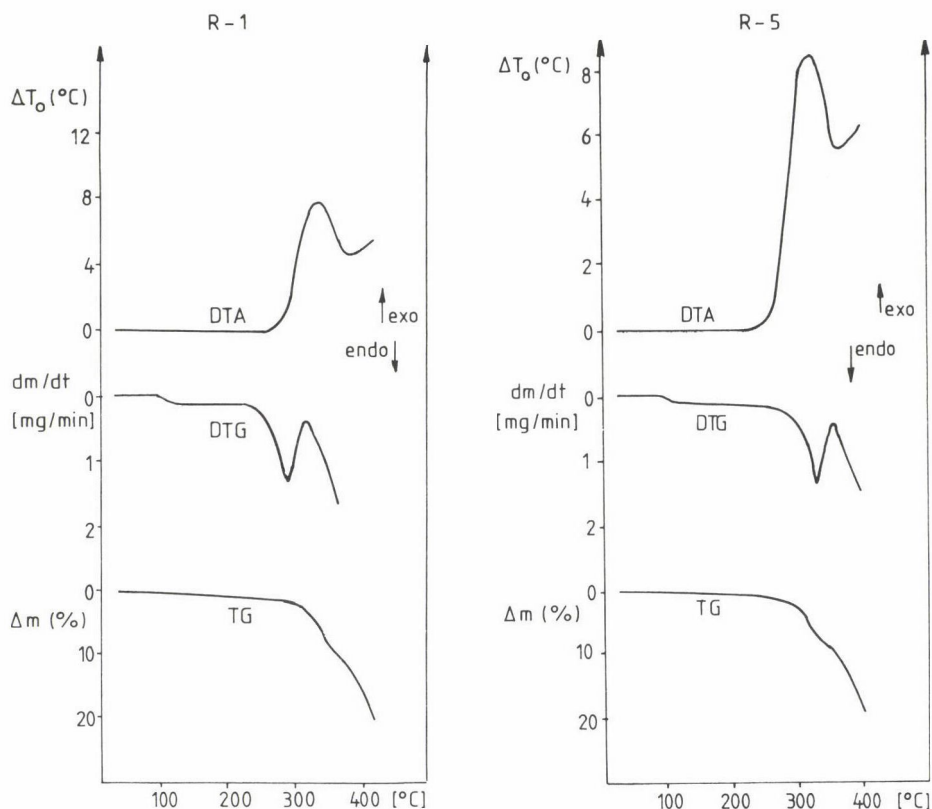 R-1
ΔT₀ (°C)
12
8
4
0
DTA
exo
endo
dm/dt
[mg/min]
0
1
2
DTG
Δm (%)
0
10
20
TG
100 200 300 400 [°C]
R-5
ΔT₀ (°C)
8
6
4
2
0
DTA
exo
endo
dm/dt
[mg/min]
0
1
2
DTG
Δm (%)
0
10
20
TG
100 200 300 400 [°C]